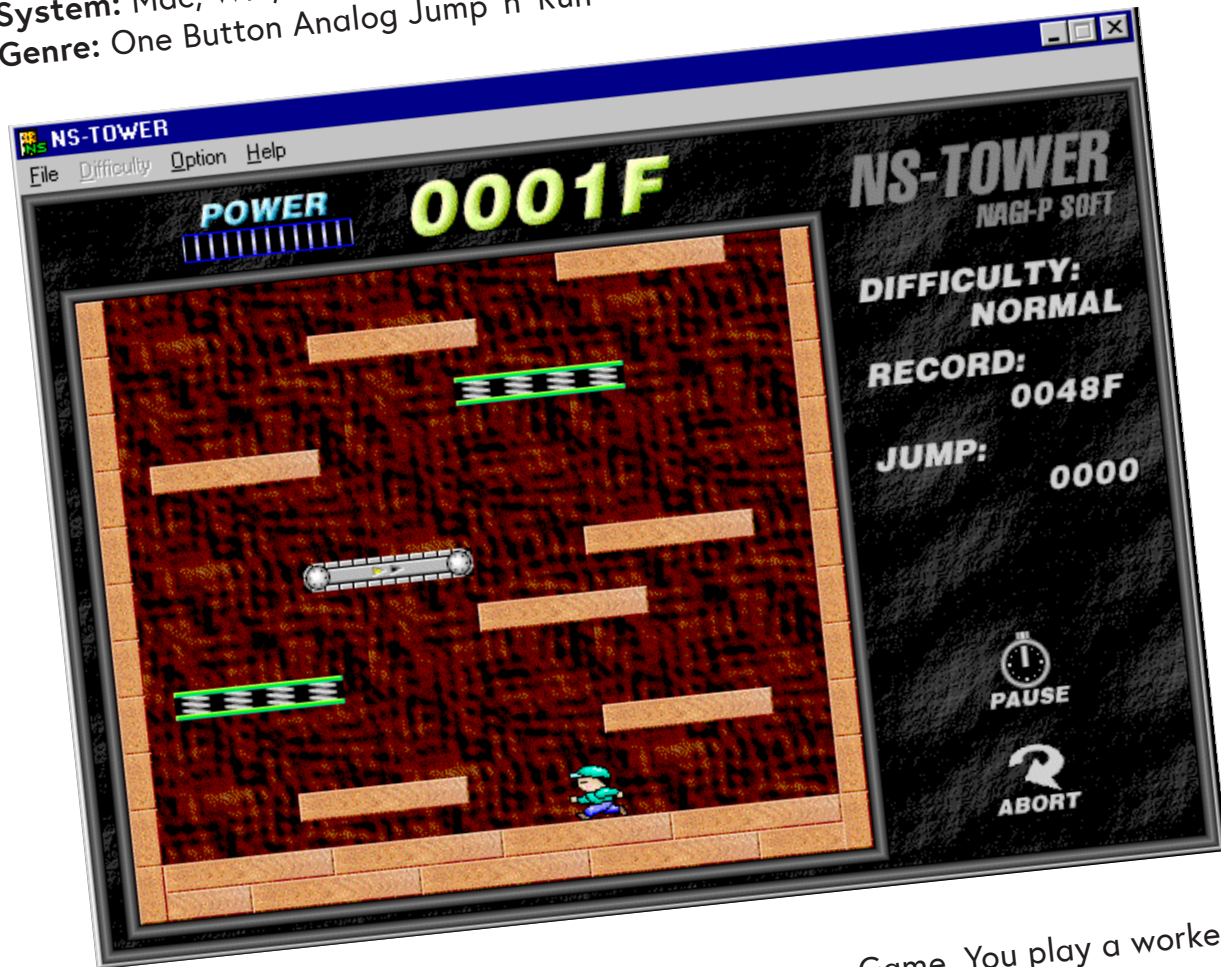 System: Mac,
Genre: One Button Analog Jump 'n' Run
NS-TOWER
File Difficulty Option Help
POWER
0001F
NS-TOWER
NAGI-P SOFT
DIFFICULTY:
NORMAL
RECORD:
0048F
JUMP:
0000
PAUSE
ABORT
Game. You play a worke